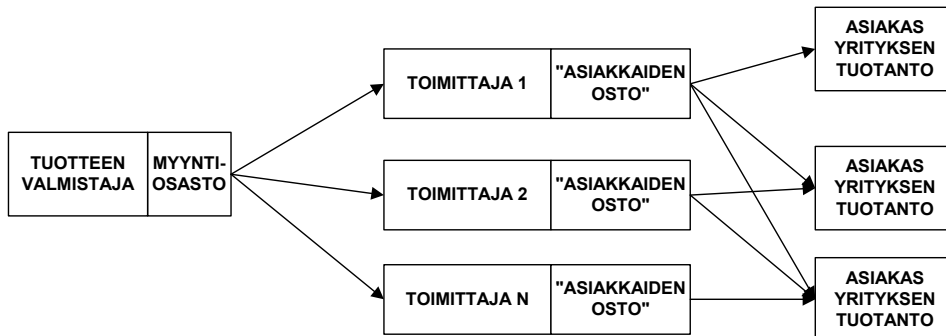 TUOTTEEN
VALMISTAJA
MYYNTI-
OSASTO
TOIMITTAJA 1
"ASIAKKAIDEN
OSTO"
TOIMITTAJA 2
"ASIAKKAIDEN
OSTO"
TOIMITTAJA N
"ASIAKKAIDEN
OSTO"
ASIAKAS
YRITYKSEN
TUOTANTO
ASIAKAS
YRITYKSEN
TUOTANTO
ASIAKAS
YRITYKSEN
TUOTANTO